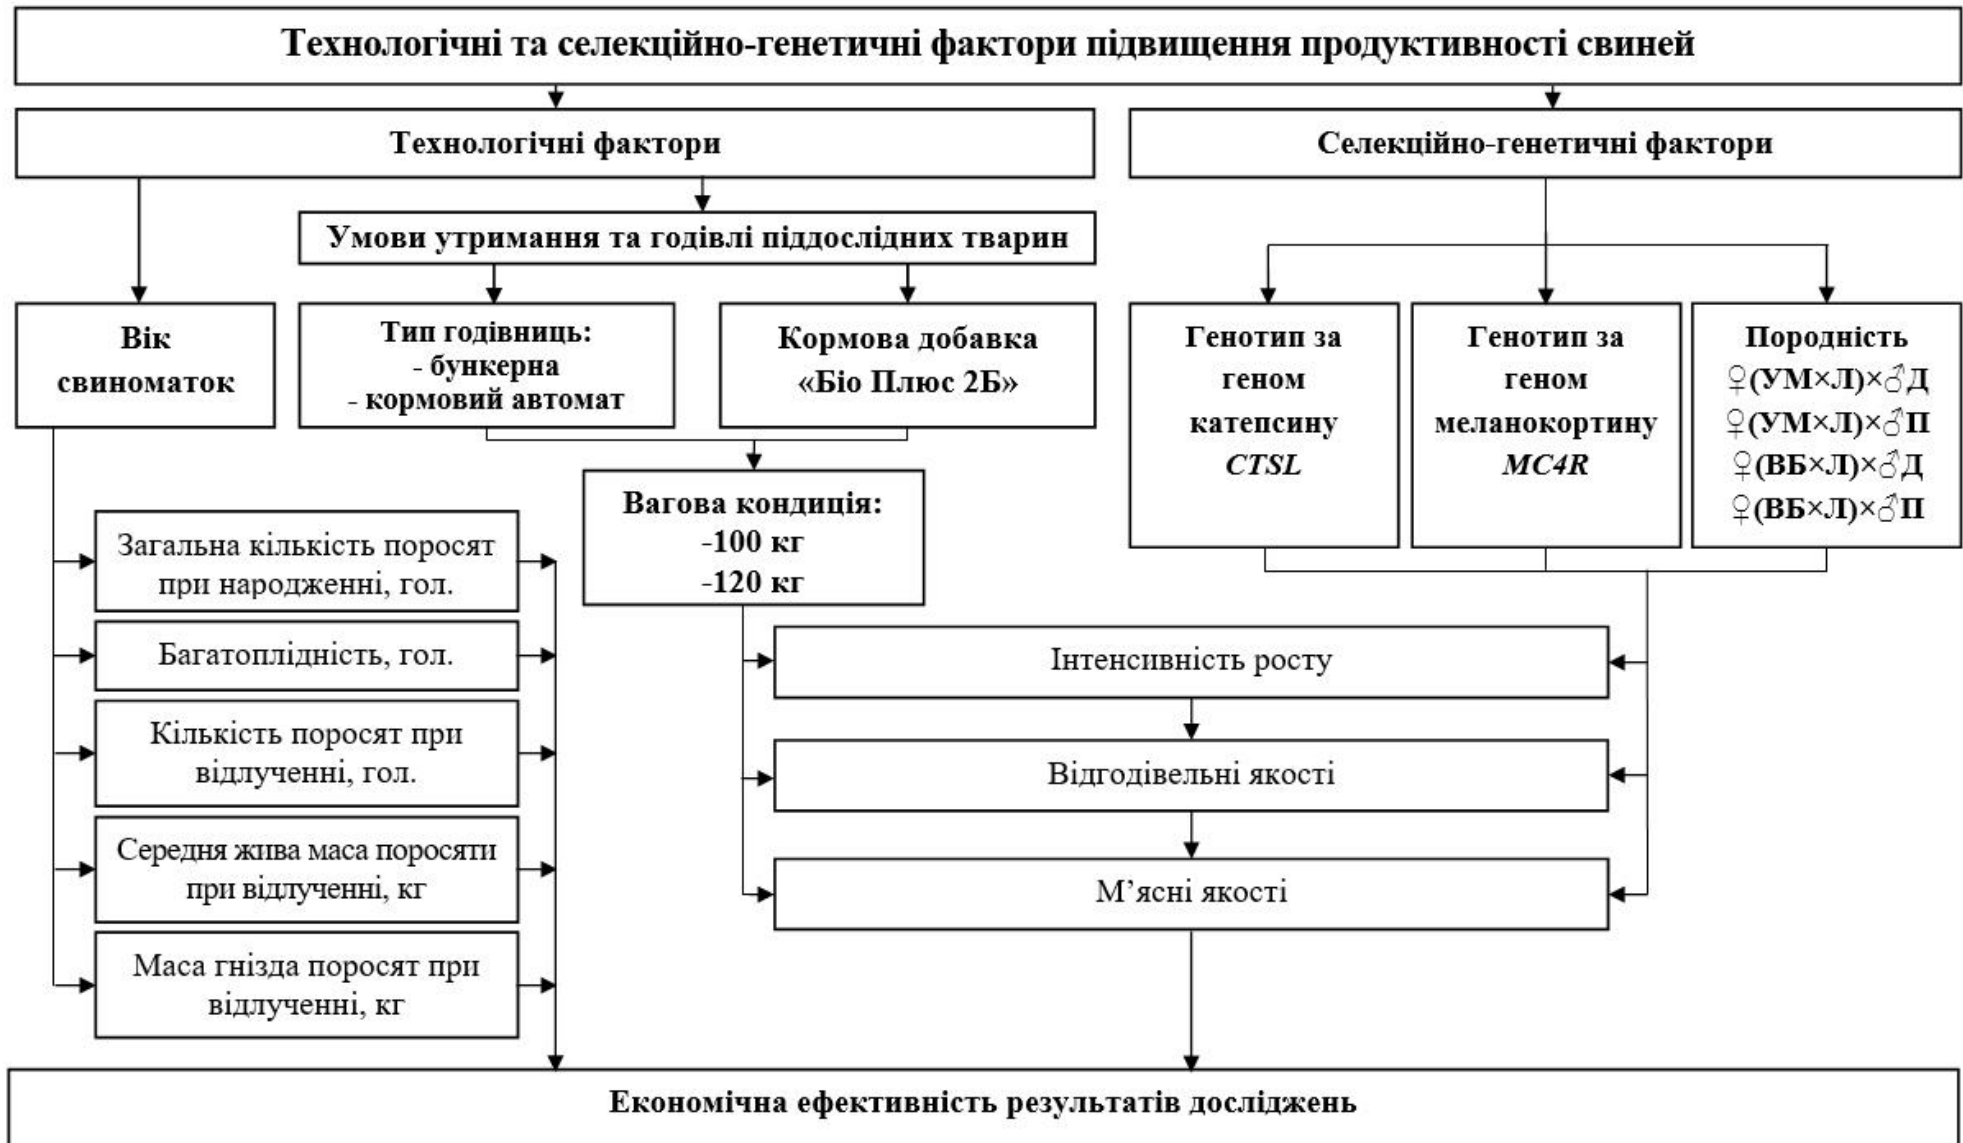 Технологічні та селекційно-генетичні фактори підвищення продуктивності свиней
Технологічні фактори
Селекційно-генетичні фактори
Умови утримання та годівлі піддослідних тварин
Вік
свиноматок
Тип годівниць:
- бункерна
- кормовий автомат
Кормова добавка
«Біо Плюс 2Б»
Генотип за
геном
катепсину
CTSL
Генотип за
геном
меланокортину
MC4R
Породність
♀(УМ×Л)×♂Д
♀(УМ×Л)×♂П
♀(ВБ×Л)×♂Д
♀(ВБ×Л)×♂П
Вагова кондиція:
-100 кг
-120 кг
Загальна кількість поросят
при народженні, гол.
Багатоплідність, гол.
Кількість поросят при
відлученні, гол.
Середня жива маса поросяти
при відлученні, кг
Маса гнізда поросят при
відлученні, кг
Інтенсивність росту
Відгодівельні якості
М’ясні якості
Економічна ефективність результатів досліджень